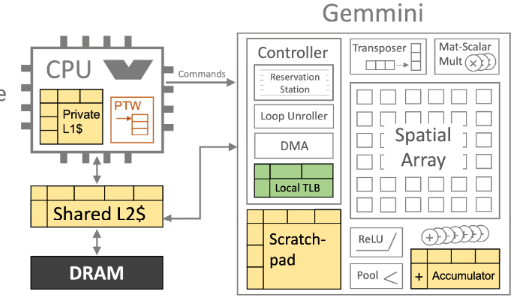 Gemmini
CPU
PTW
Private
L1$
Commands
e
Shared L2$
DRAM
Controller
Reservation
Station
Loop Unroller
DMA
Local TLB
Transposer
Mat-Scalar
Mult
Spatial
Array
Scratch-
pad
ReLU
Pool
+ Accumulator